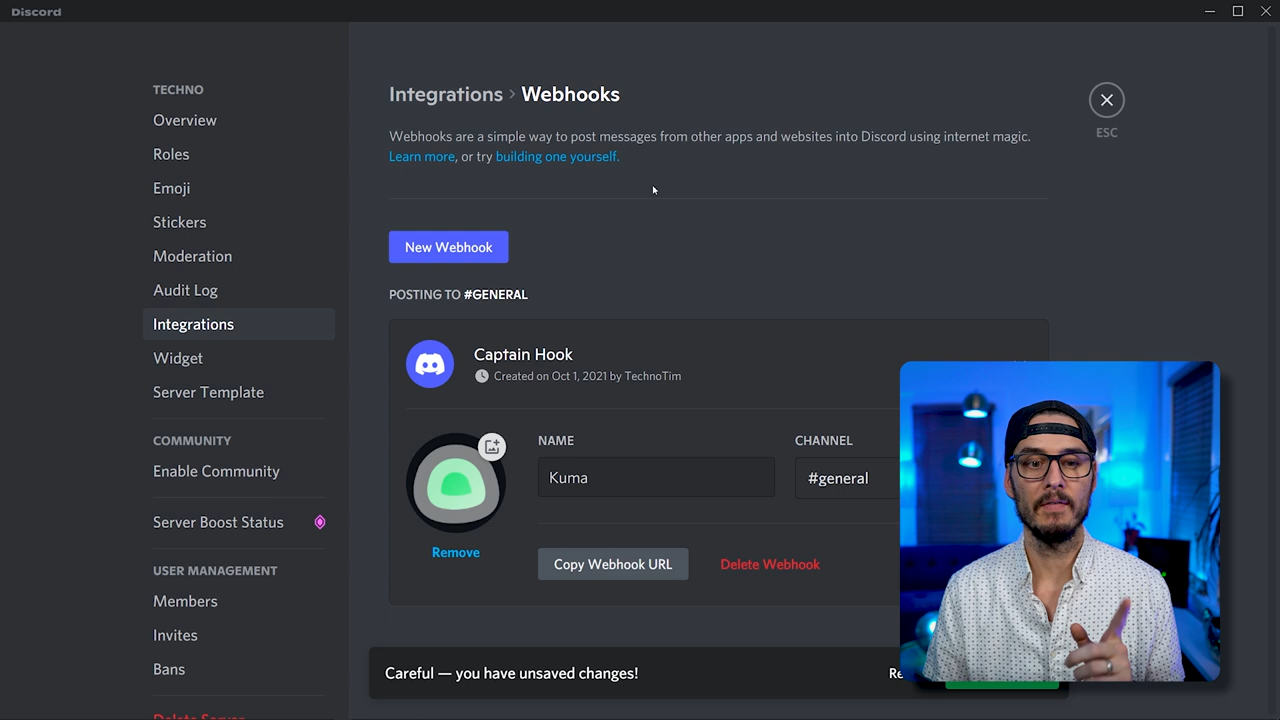 Discord
TECHNO
Overview
Roles
Emoji
Stickers
Moderation
Audit Log
Integrations
Widget
Server Template
COMMUNITY
Enable Community
Server Boost Status
USER MANAGEMENT
Members
Invites
Bans
Delete Server
Integrations › Webhooks
Webhooks are a simple way to post messages from other apps and websites into Discord using internet magic.
Learn more, or try building one yourself.
ESC
New Webhook
POSTING TO #GENERAL
Captain Hook
Created on Oct 1, 2021 by TechnoTim
NAME
CHANNEL
Kuma
#general
Remove
Copy Webhook URL
Delete Webhook
Careful — you have unsaved changes!
Re